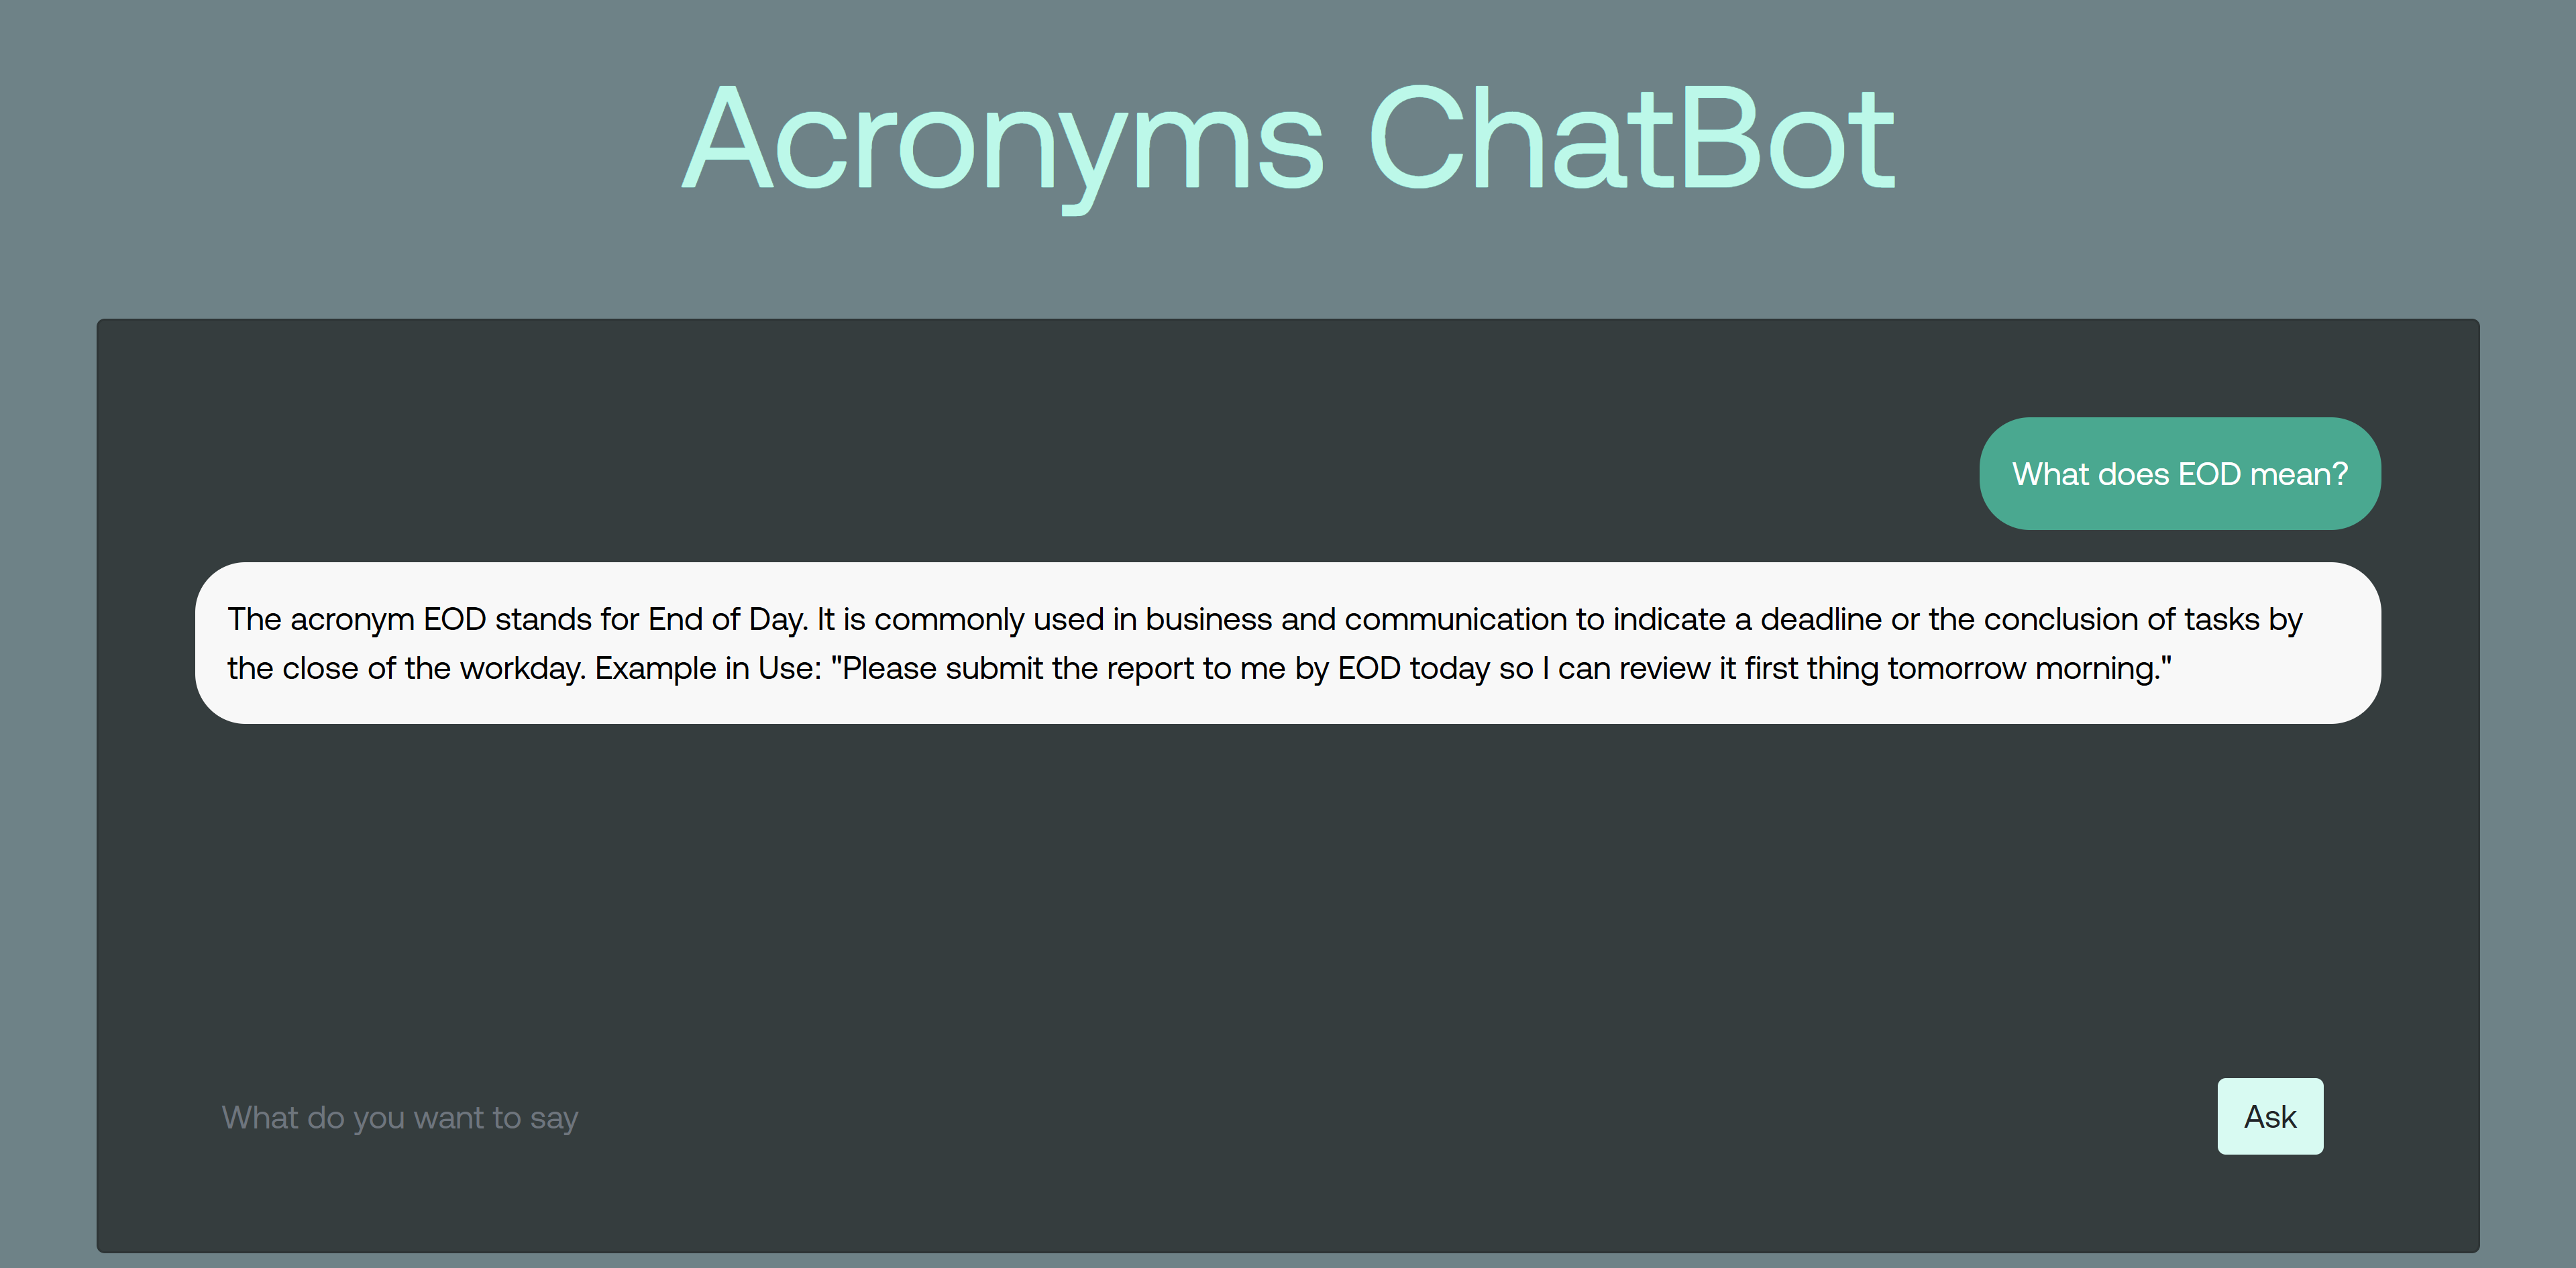 Acronyms ChatBot
What does EOD mean?
The acronym EOD stands for End of Day. It is commonly used in business and communication to indicate a deadline or the conclusion of tasks by
the close of the workday. Example in Use: "Please submit the report to me by EOD today so I can review it first thing tomorrow morning."
What do you want to say
Ask